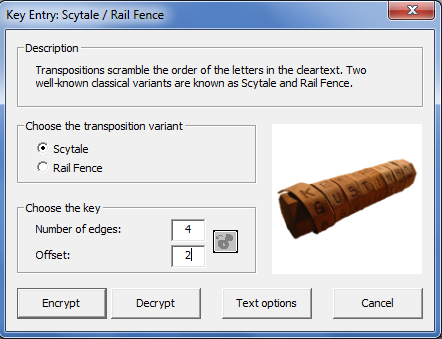 Key Entry: Scytale / Rail Fence
Description
Transpositions scramble the order of the letters in the cleartext. Two
well-known classical variants are known as Scytale and Rail Fence.
Choose the transposition variant
Scytale
Rail Fence
Choose the key
Number of edges: 4
Offset: 2
Encrypt Decrypt Text options Cancel